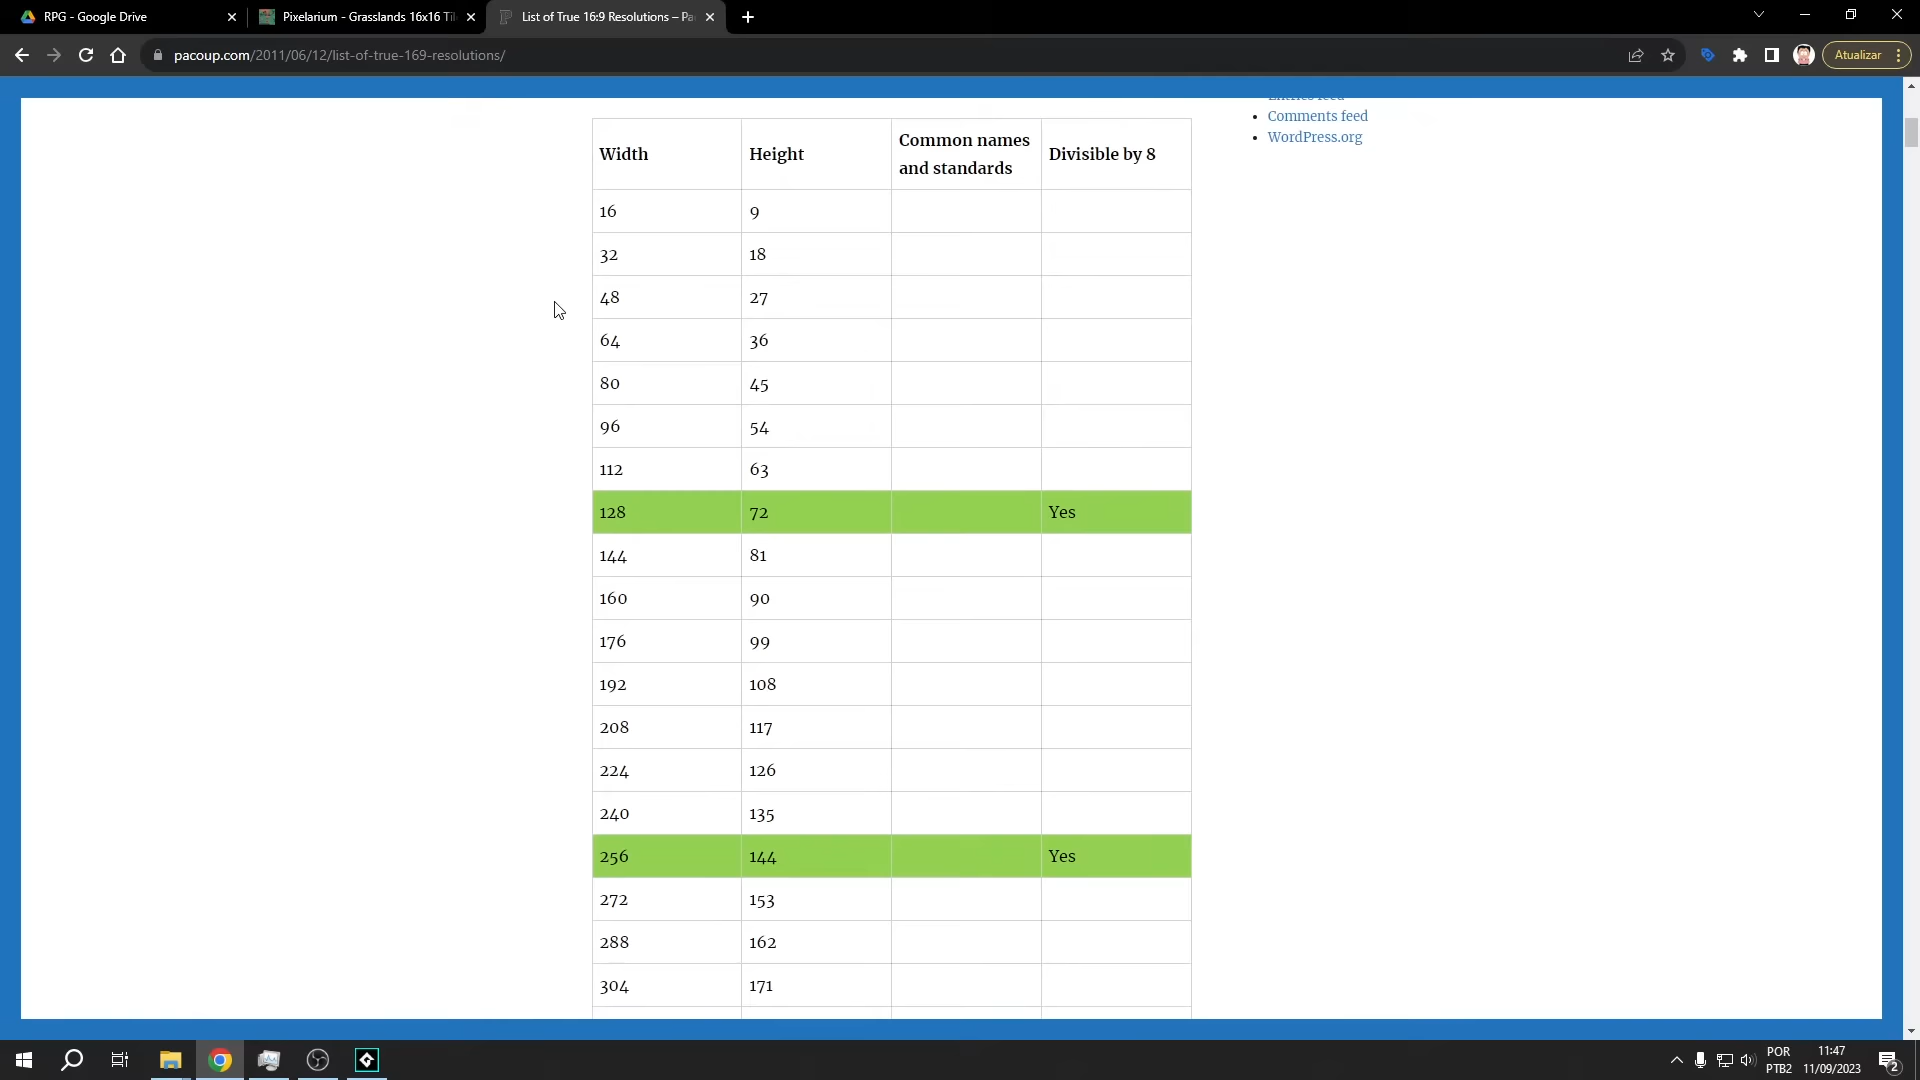 RPG - Google Drive
Pixelarium - Grasslands 16x16 Til
List of True 16:9 Resolutions – Pa
pacoup.com/2011/06/12/list-of-true-169-resolutions/
Atualizar
Entries feed
Comments feed
WordPress.org
Width Height Common names and standards Divisible by 8
16 9
32 18
48 27
64 36
80 45
96 54
112 63
128 72 Yes
144 81
160 90
176 99
192 108
208 117
224 126
240 135
256 144 Yes
272 153
288 162
304 171
POR
PTB2
11:47
11/09/2023
2